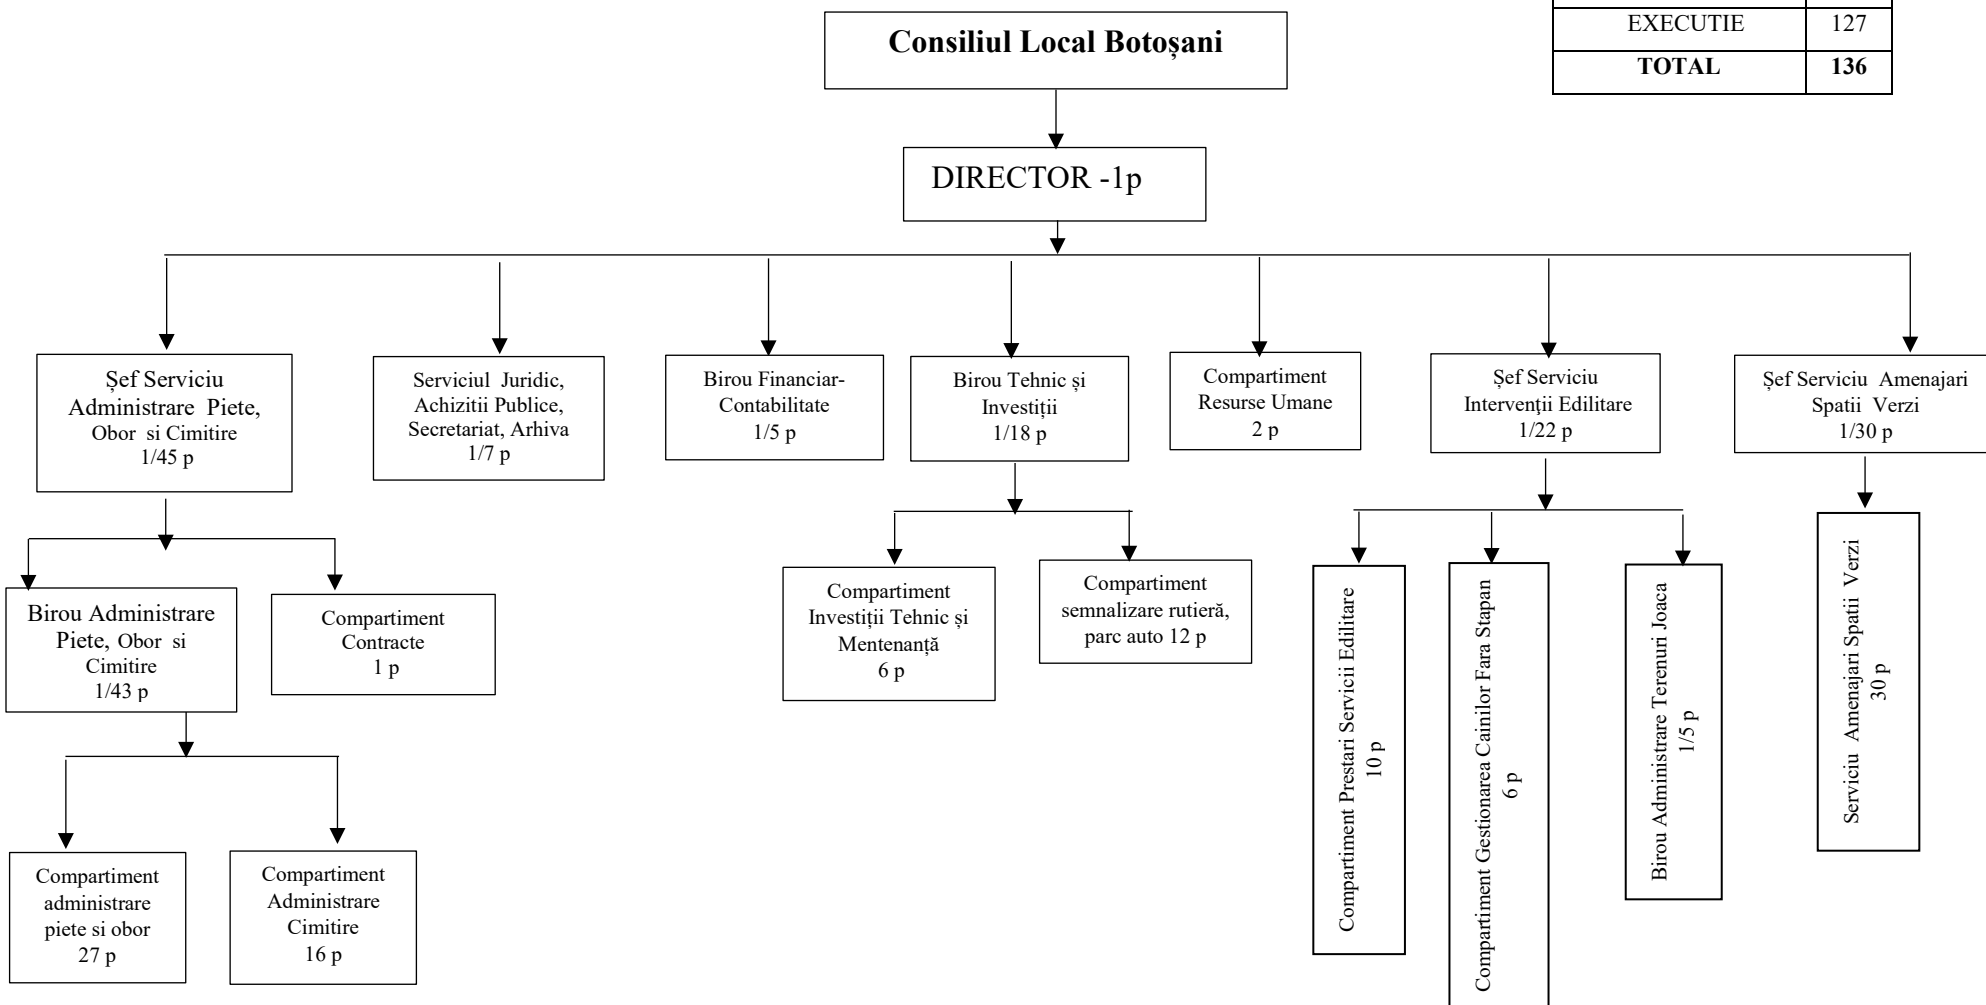 EXECUTIE 127
TOTAL 136
Consiliul Local Botoșani
DIRECTOR -1p
Șef Serviciu
Administrare Piete,
Obor si Cimitire
1/45 p
Serviciul Juridic,
Achizitii Publice,
Secretariat, Arhiva
1/7 p
Birou Financiar-
Contabilitate
1/5 p
Birou Tehnic și
Investiții
1/18 p
Compartiment
Resurse Umane
2 p
Șef Serviciu
Intervenţii Edilitare
1/22 p
Șef Serviciu Amenajari
Spatii Verzi
1/30 p
Birou Administrare
Piete, Obor si
Cimitire
1/43 p
Compartiment
Contracte
1 p
Compartiment
Investiții Tehnic și
Mentenanță
6 p
Compartiment
semnalizare rutieră,
parc auto 12 p
Compartiment Prestari Servicii Edilitare
10 p
Compartiment Gestionarea Cainilor Fara Stapan
6 p
Birou Administrare Terenuri Joaca
1/5 p
Serviciu Amenajari Spatii Verzi
30 p
Compartiment
administrare
piete si obor
27 p
Compartiment
Administrare
Cimitire
16 p